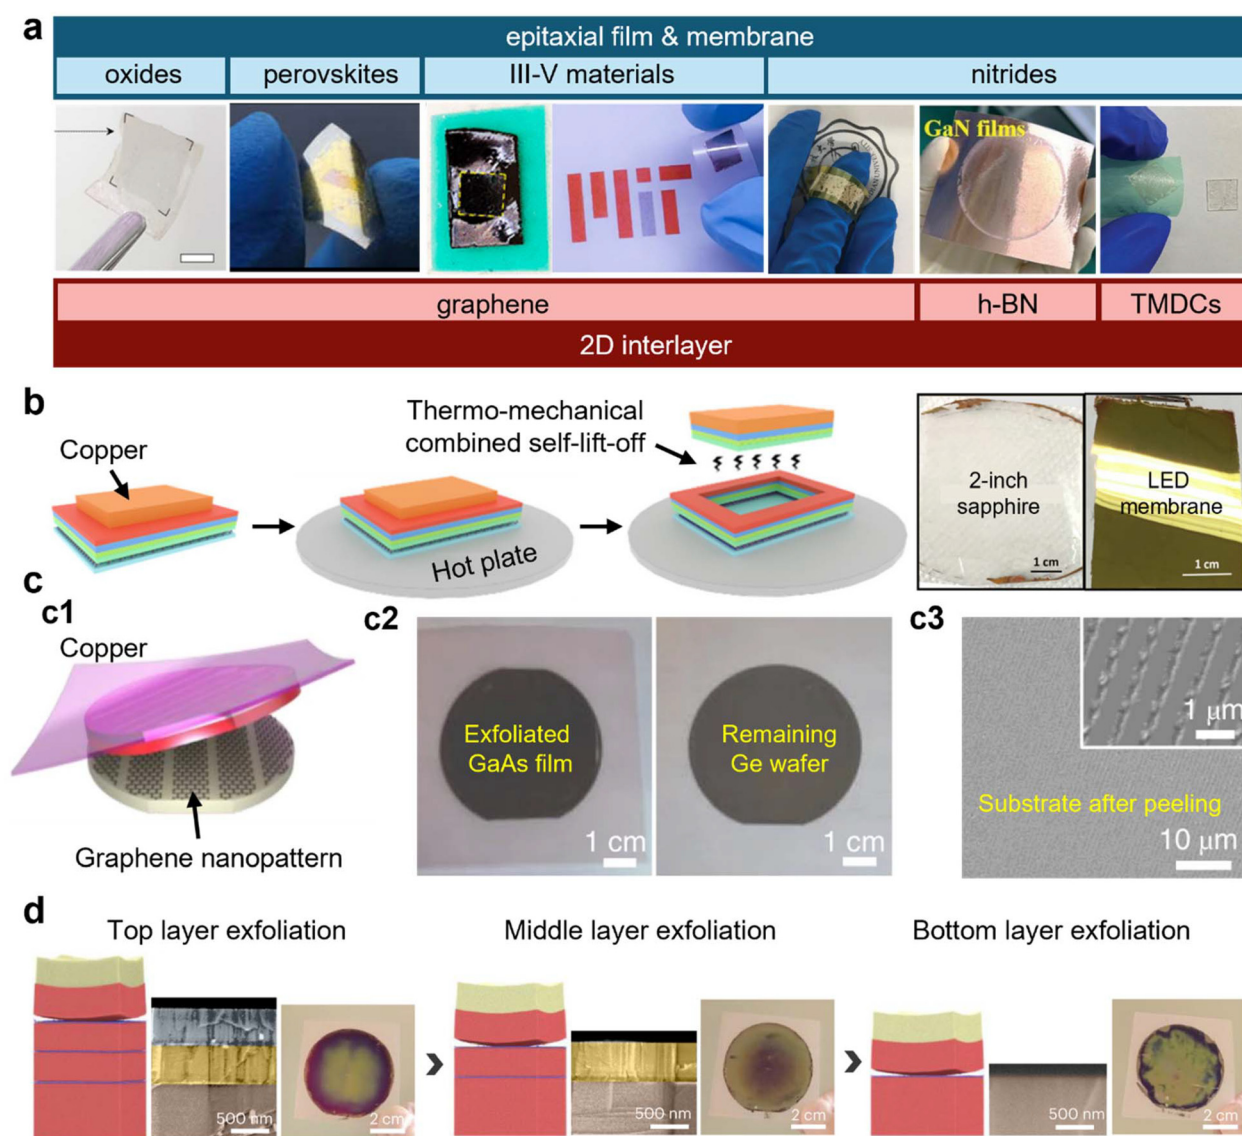 a
epitaxial film & membrane
oxides
perovskites
III-V materials
nitrides
GaN films
graphene
h-BN
TMDCs
2D interlayer
b
Copper
Thermo-mechanical
combined self-lift-off
Hot plate
2-inch
sapphire
1 cm
LED
membrane
1 cm
c
c1
Copper
Graphene nanopattern
c2
Exfoliated
GaAs film
1 cm
Remaining
Ge wafer
1 cm
c3
1 μm
Substrate after peeling
10 μm
d
Top layer exfoliation
500 nm
2 cm
Middle layer exfoliation
500 nm
2 cm
Bottom layer exfoliation
500 nm
2 cm